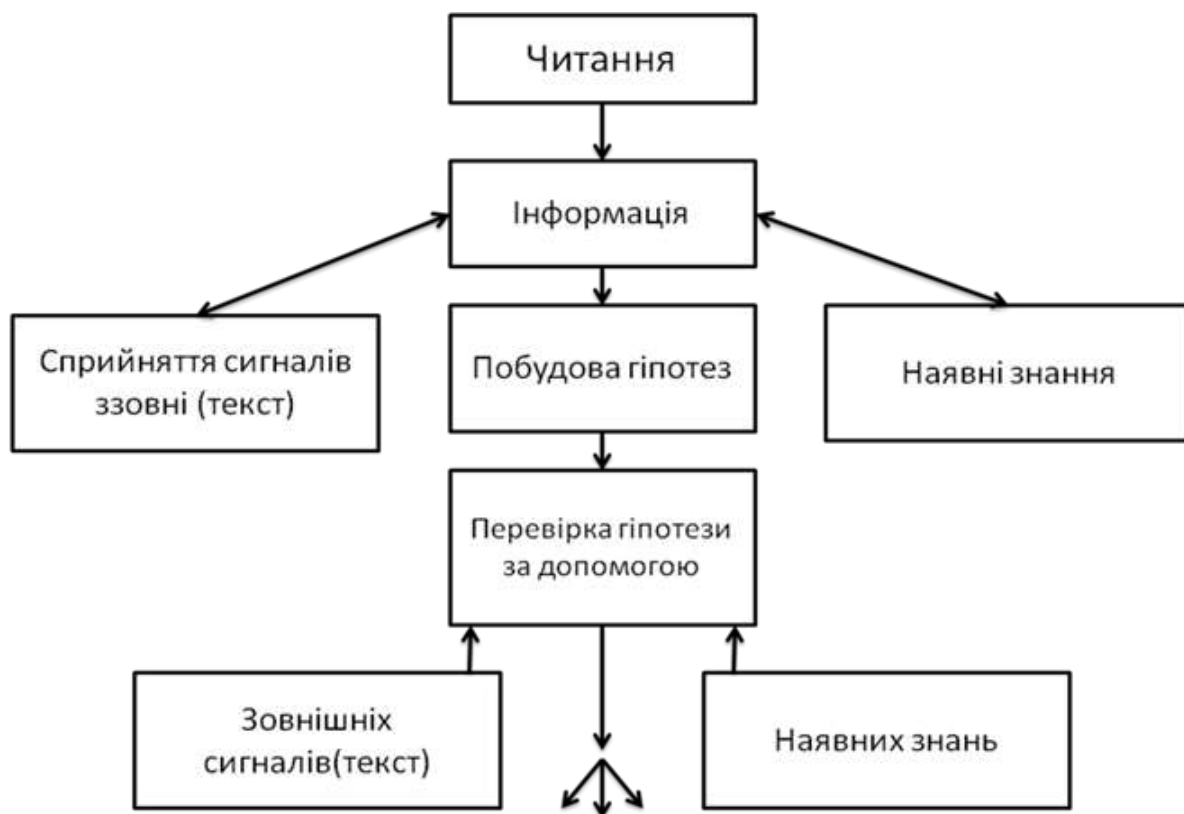 Читання
Інформація
Сприйняття сигналів
ззовні (текст)
Побудова гіпотез
Наявні знання
Перевірка гіпотези
за допомогою
Зовнішніх
сигналів(текст)
Наявних знань